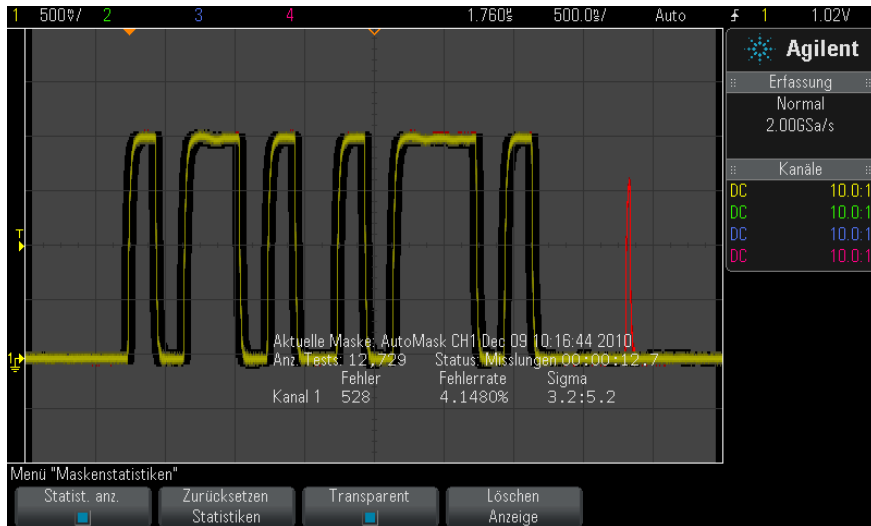 1 500V/ 2 3 4 1.760s 500.0s/ Auto 1 1.02V
Agilent
Erfassung
Normal
2.00GSa/s
Kanäle
DC 10.0:1
DC 10.0:1
DC 10.0:1
DC 10.0:1
T
1
Aktuelle Maske: AutoMask CH1 Dec 09 10:16:44 2010
Anz. Tests: 12,729 Status: Misslungen 00:00:12.7
Fehler Fehlerrate Sigma
Kanal 1 528 4.1480% 3.2:5.2
Menü "Maskenstatistiken"
Statist. anz. Zurücksetzen Statistiken Transparent Löschen Anzeige